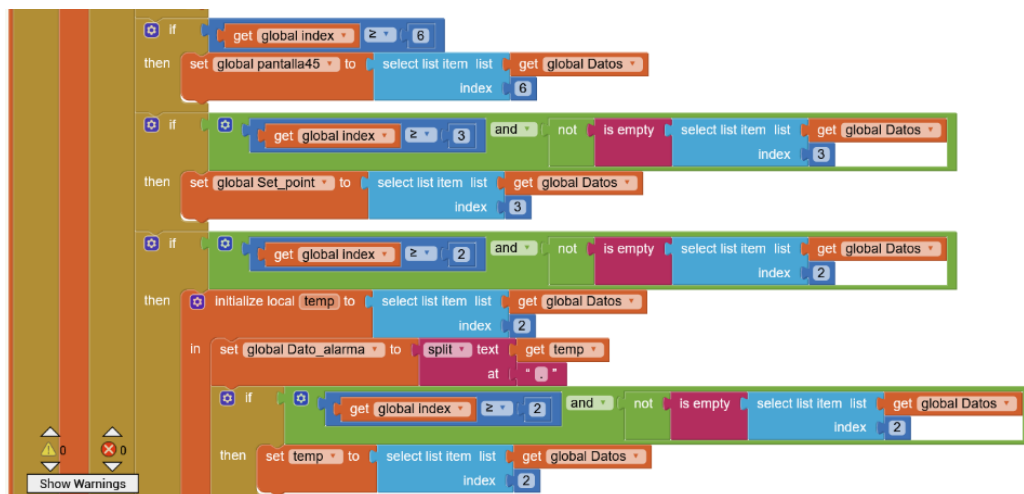 if get global index ≥ 6
then set global pantalla45 to select list item list get global Datos
index 6
if get global index ≥ 3 and not is empty select list item list get global Datos
index 3
then set global Set_point to select list item list get global Datos
index 3
if get global index ≥ 2 and not is empty select list item list get global Datos
index 2
then initialize local temp to select list item list get global Datos
index 2
in set global Dato_alarma to split text get temp
at " . "
if get global index ≥ 2 and not is empty select list item list get global Datos
index 2
then set temp to select list item list get global Datos
index 2
0 0
Show Warnings